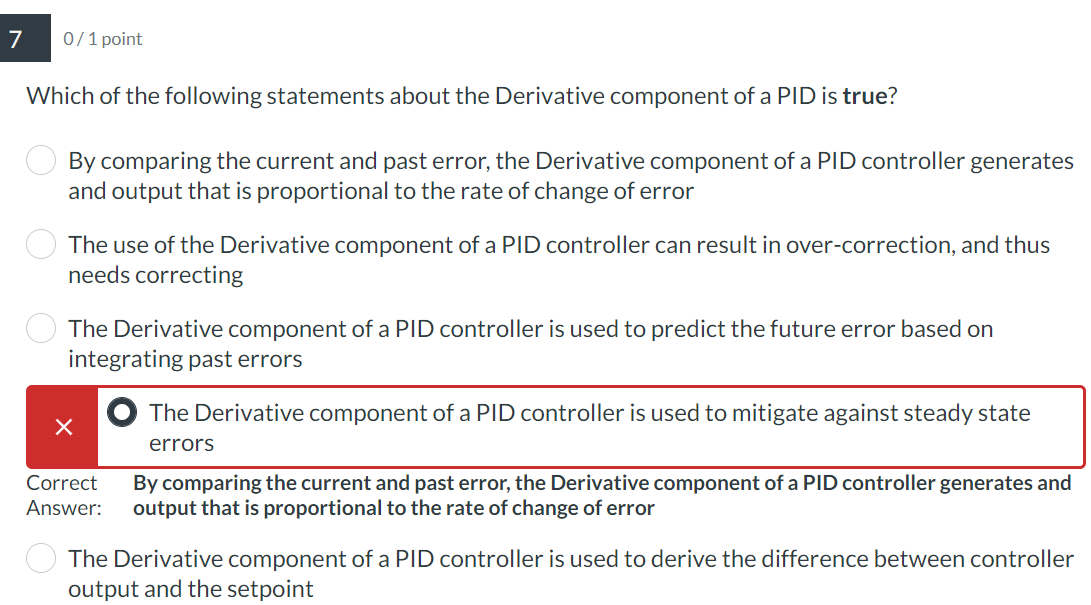 7 0 / 1 point
Which of the following statements about the Derivative component of a PID is true?
By comparing the current and past error, the Derivative component of a PID controller generates
and output that is proportional to the rate of change of error
The use of the Derivative component of a PID controller can result in over-correction, and thus
needs correcting
The Derivative component of a PID controller is used to predict the future error based on
integrating past errors
The Derivative component of a PID controller is used to mitigate against steady state
errors
Correct By comparing the current and past error, the Derivative component of a PID controller generates and
Answer: output that is proportional to the rate of change of error
The Derivative component of a PID controller is used to derive the difference between controller
output and the setpoint